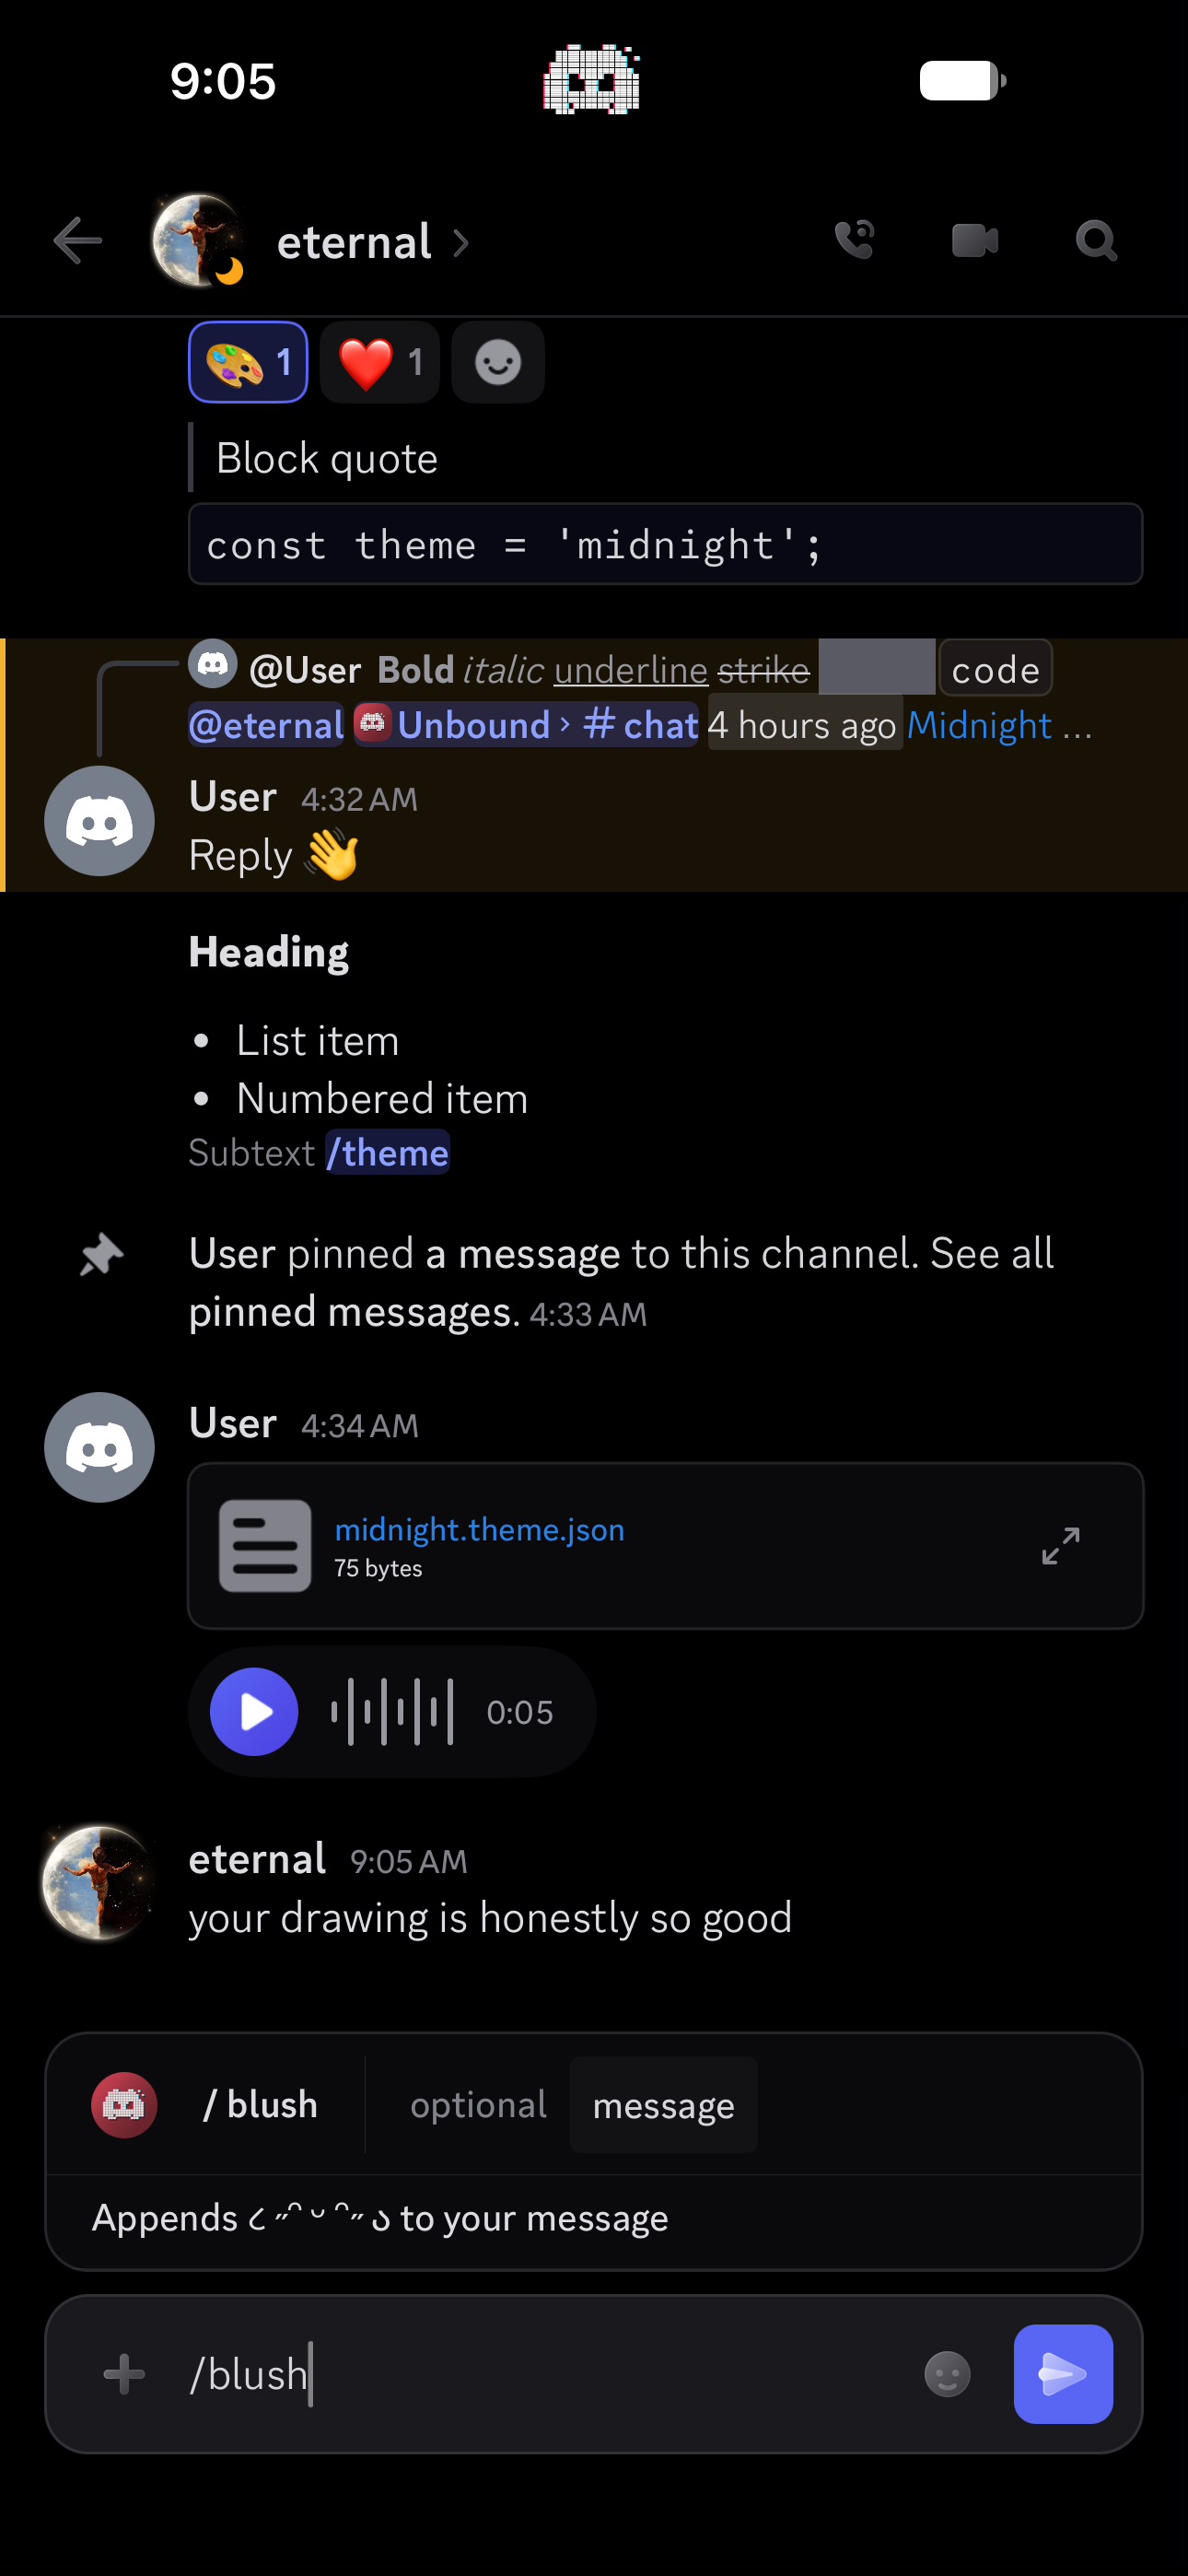 9:05
eternal
1 1
Block quote
const theme = 'midnight';
@User Bold italic underline strike code
@eternal Unbound › # chat 4 hours ago Midnight ...
User 4:32 AM
Reply 👋
Heading
• List item
• Numbered item
Subtext /theme
User pinned a message to this channel. See all
pinned messages. 4:33 AM
User 4:34 AM
midnight.theme.json
75 bytes
0:05
eternal 9:05 AM
your drawing is honestly so good
/ blush optional message
Appends to your message
/blush